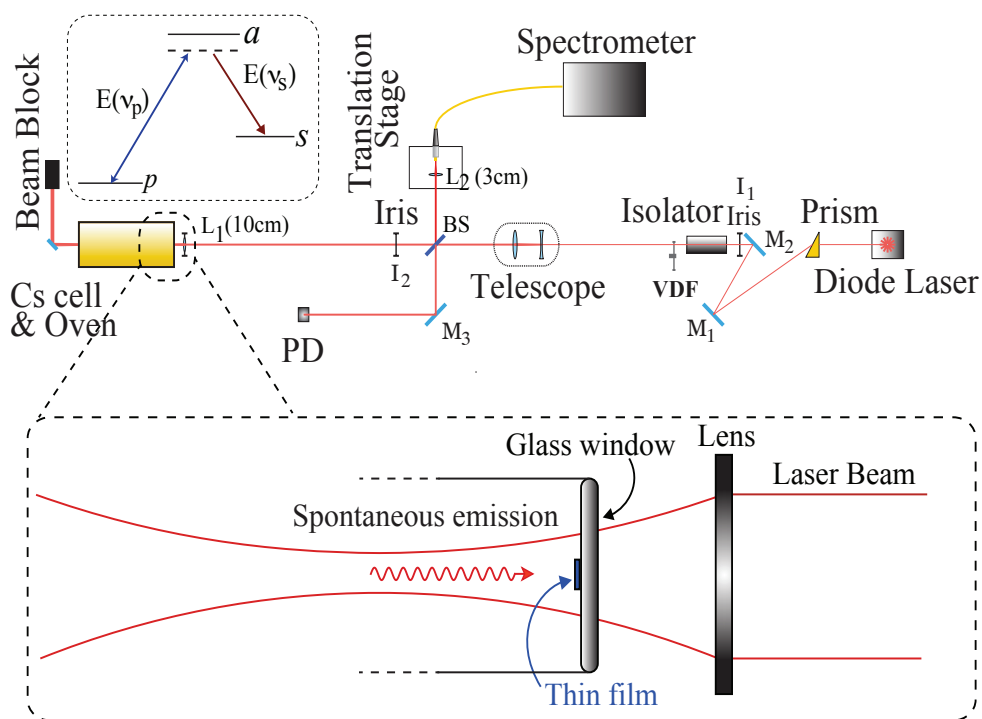 a
E(νp)
E(νs)
s
p
Beam Block
Translation
Stage
Spectrometer
L2 (3cm)
L1(10cm)
Iris
I2
BS
Telescope
Isolator
VDF
I1
Iris
M2
Prism
Diode Laser
M1
M3
PD
Cs cell
& Oven
Glass window
Lens
Laser Beam
Spontaneous emission
Thin film